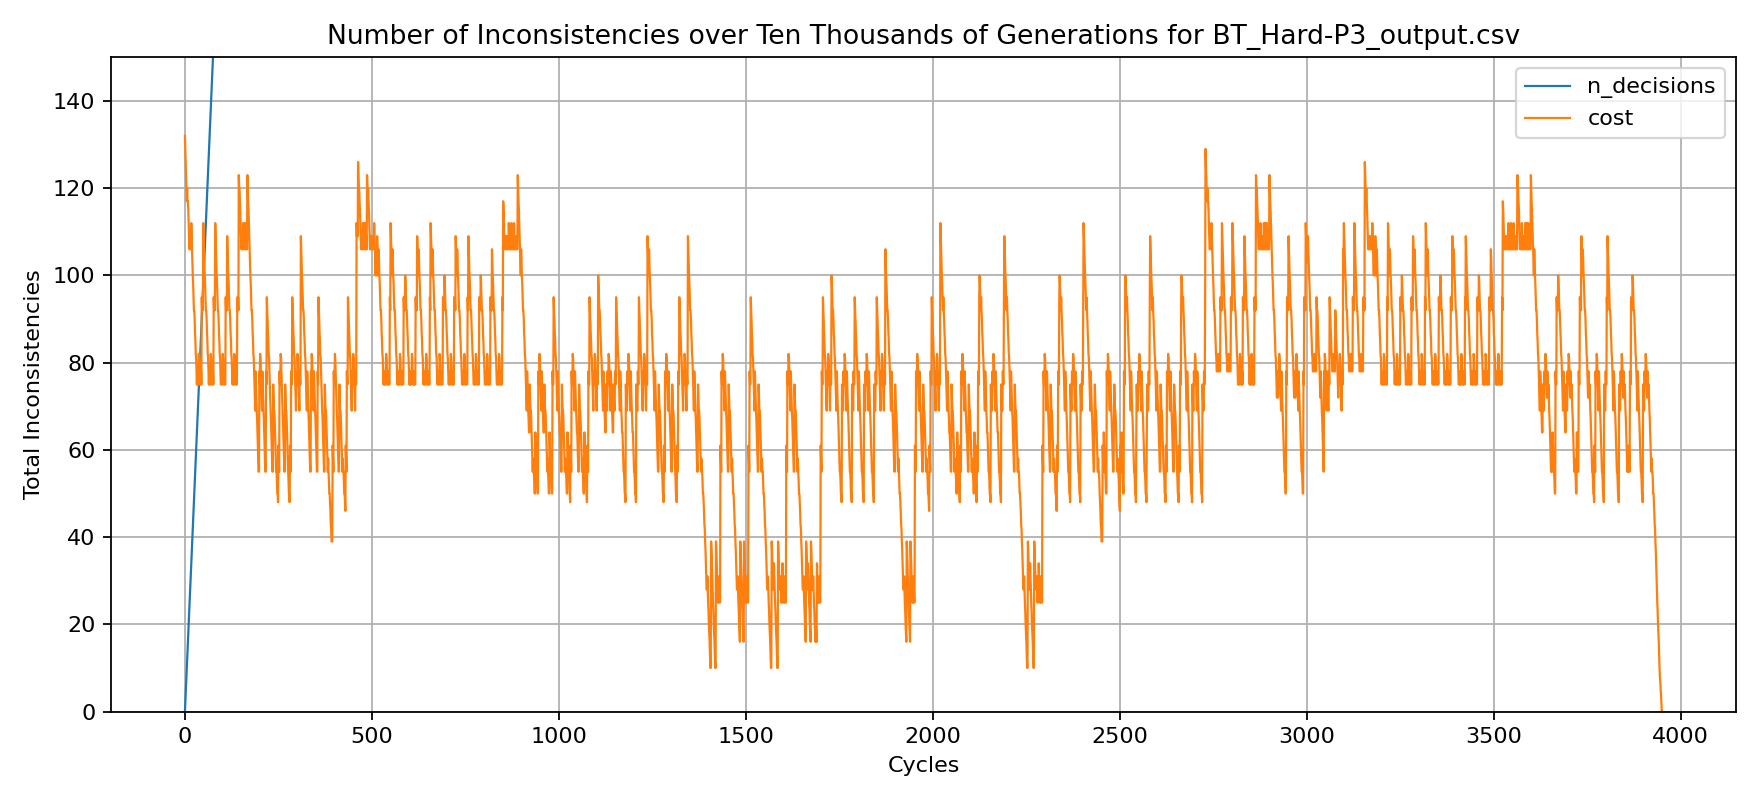 Number of Inconsistencies over Ten Thousands of Generations for BT_Hard-P3_output.csv
n_decisions
cost
Total Inconsistencies
140
120
100
80
60
40
20
0
0 500 1000 1500 2000 2500 3000 3500 4000
Cycles